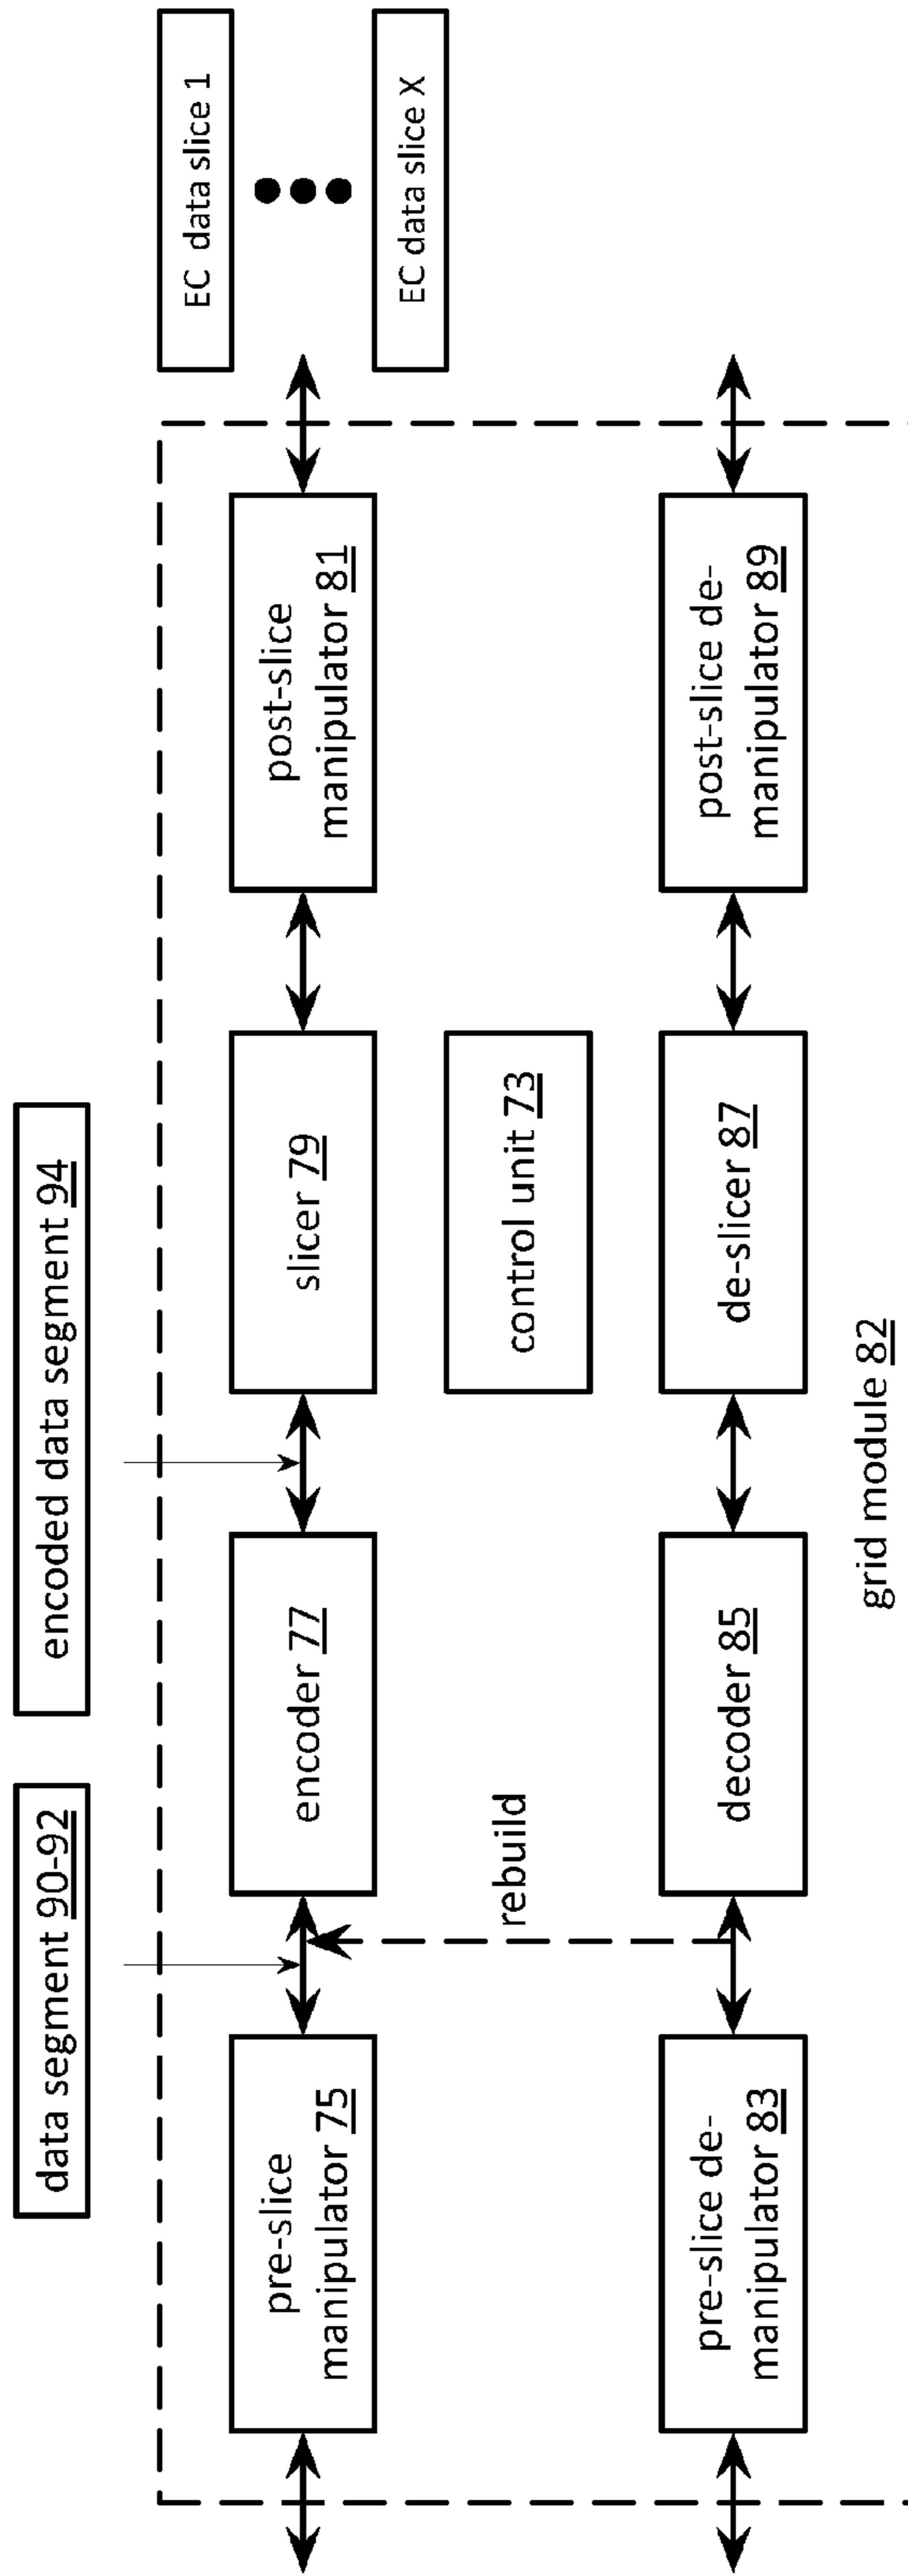 data segment 90-92
encoded data segment 94
EC data slice 1
EC data slice X
pre-slice
manipulator 75
encoder 77
slicer 79
post-slice
manipulator 81
rebuild
control unit 73
pre-slice de-
manipulator 83
decoder 85
de-slicer 87
post-slice de-
manipulator 89
grid module 82